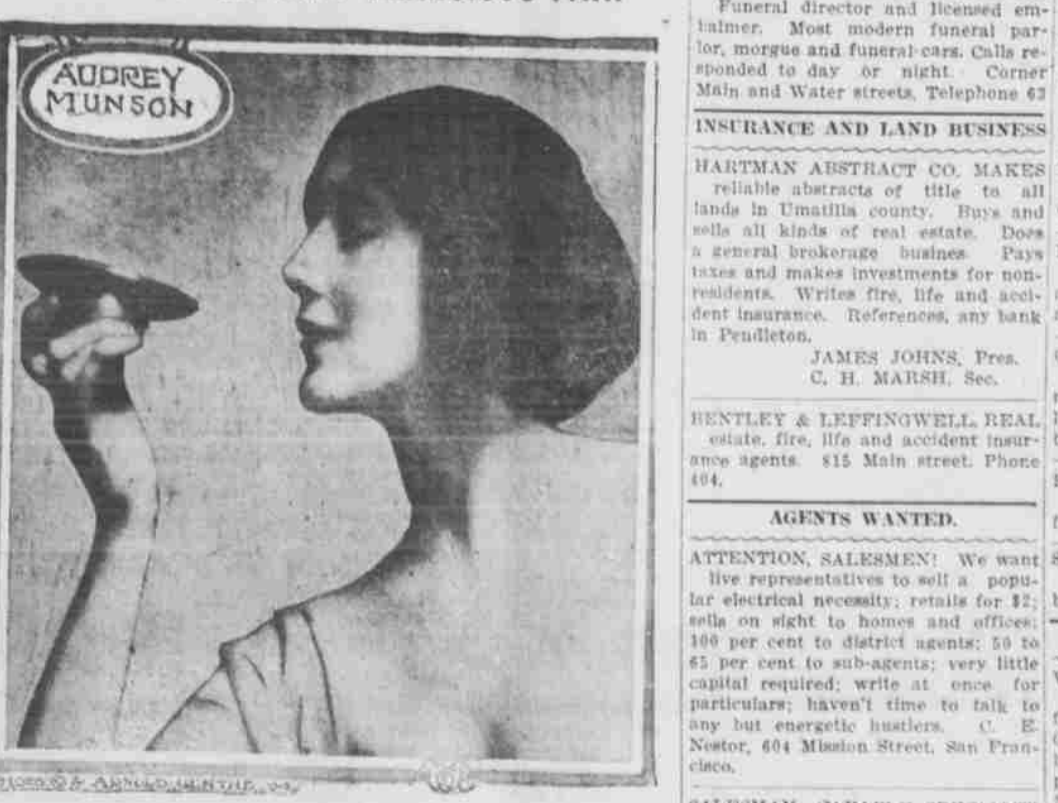 AUDREY
MUNSON
Funeral director and licensed em-
balmer. Most modern funeral par-
lor, morgue and funeral cars. Calls re-
sponded to day or night. Corner
Main and Water streets, Telephone 63
INSURANCE AND LAND BUSINESS
HARTMAN ABSTRACT CO. MAKES
reliable abstracts of title to all
lands in Umatilla county. Buys and
sells all kinds of real estate. Does
a general brokerage busines Pays
taxes and makes investments for non-
residents. Writes fire, life and acci-
dent insurance. References, any bank
in Pendleton.
JAMES JOHNS, Pres.
C. H. MARSH, Sec.
BENTLEY & LEFFINGWELL, REAL
estate, fire, life and accident insur-
ance agents. 815 Main street. Phone
404.
AGENTS WANTED.
ATTENTION, SALESMEN! We want
live representatives to sell a popu-
lar electrical necessity; retails for $2;
sells on sight to homes and offices;
100 per cent to district agents; 50 to
65 per cent to sub-agents; very little
capital required; write at once for
particulars; haven't time to talk to
any but energetic hustlers. C. E.
Nestor, 604 Mission Street, San Fran-
cisco.
ARNOLD GENTHE